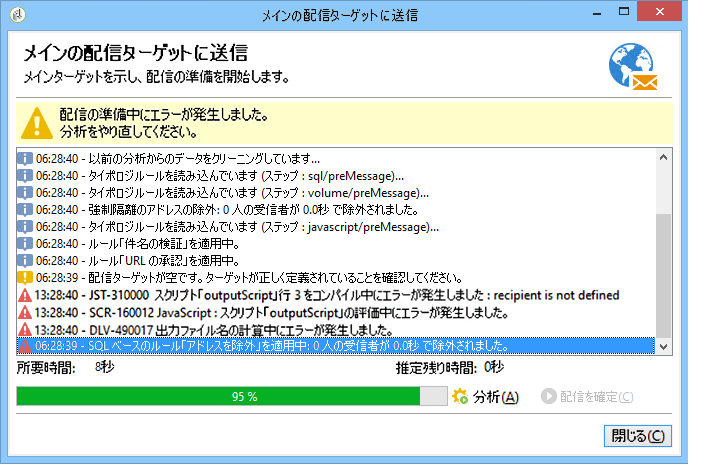 メインの配信ターゲットに送信
メインの配信ターゲットに送信
メインターゲットを示し、配信の準備を開始します。
配信の準備中にエラーが発生しました。
分析をやり直してください。
06:28:40 - 以前の分析からのデータをクリーニングしています...
06:28:40 - タイポロジルールを読み込んでいます (ステップ : sql/preMessage)...
06:28:40 - タイポロジルールを読み込んでいます (ステップ : volume/preMessage)...
06:28:40 - 強制隔離のアドレスの除外: 0 人の受信者が 0.0秒 で除外されました。
06:28:40 - タイポロジルールを読み込んでいます (ステップ : javascript/preMessage)...
06:28:40 - ルール「件名の検証」を適用中。
06:28:40 - ルール「URL の承認」を適用中。
06:28:39 - 配信ターゲットが空です。ターゲットが正しく定義されていることを確認してください。
13:28:40 - JST-310000 スクリプト「outputScript」行 3 をコンパイル中にエラーが発生しました : recipient is not defined
13:28:40 - SCR-160012 JavaScript : スクリプト「outputScript」の評価中にエラーが発生しました。
13:28:40 - DLV-490017 出力ファイル名の計算中にエラーが発生しました。
06:28:39 - SQL ベースのルール「アドレスを除外」を適用中: 0 人の受信者が 0.0秒 で除外されました。
所要時間: 8秒 推定残り時間: 0秒
95 % 分析(A) 配信を確定(C)
閉じる(C)